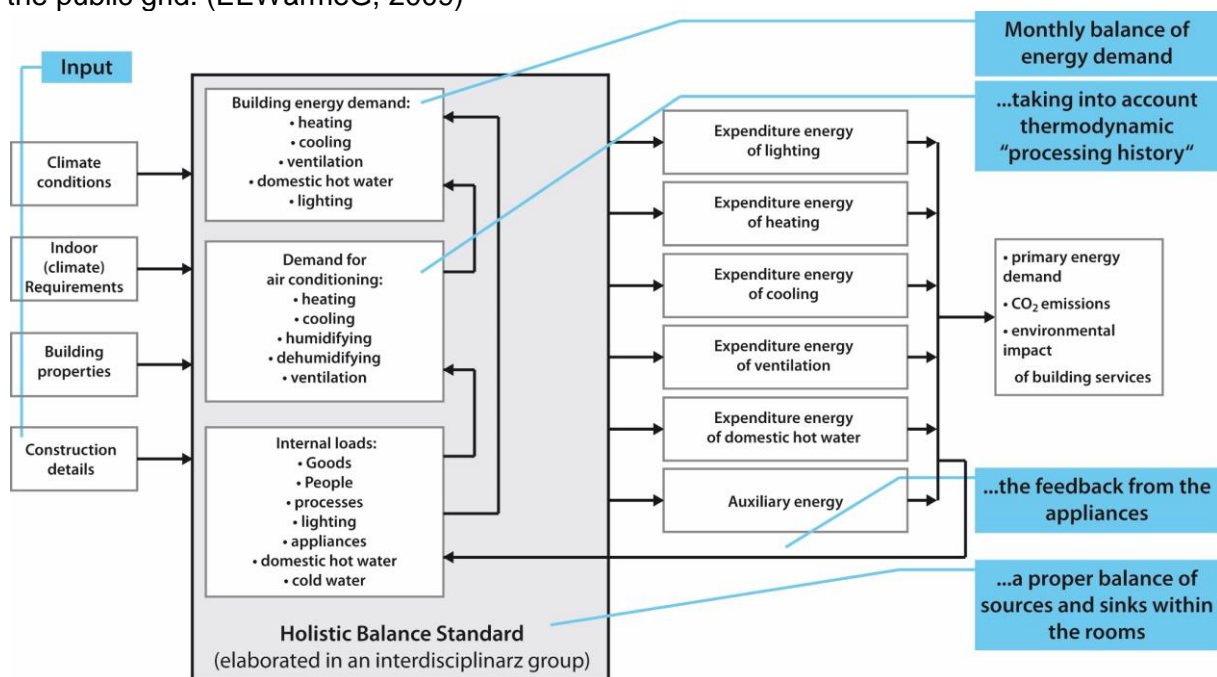 the public grid. (EEWärmeG, 2009)
Input
Climate
conditions
Indoor
(climate)
Requirements
Building
properties
Construction
details
Building energy demand:
• heating
• cooling
• ventilation
• domestic hot water
• lighting
Demand for
air conditioning:
• heating
• cooling
• humidifying
• dehumidifying
• ventilation
Internal loads:
• Goods
• People
• processes
• lighting
• appliances
• domestic hot water
• cold water
Holistic Balance Standard
(elaborated in an interdisciplinarz group)
Expenditure energy
of lighting
Expenditure energy
of heating
Expenditure energy
of cooling
Expenditure energy
of ventilation
Expenditure energy
of domestic hot water
Auxiliary energy
• primary energy
demand
• CO₂ emissions
• environmental
impact
of building services
Monthly balance of
energy demand
...taking into account
thermodynamic
"processing history"
...the feedback from the
appliances
...a proper balance of
sources and sinks within
the rooms